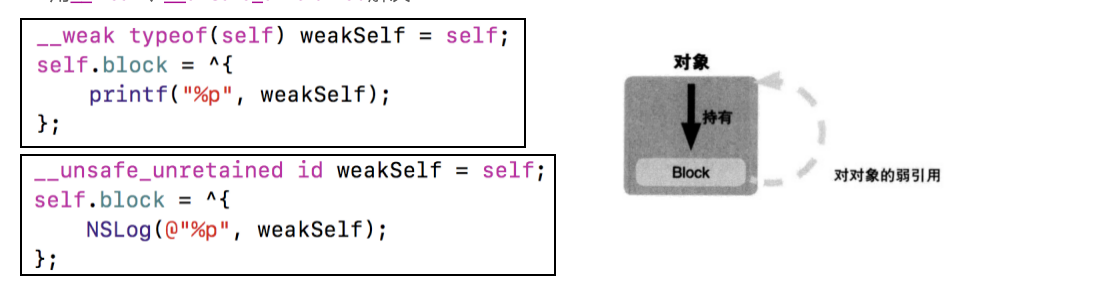 __weak typeof(self) weakSelf = self;
self.block = ^{
    printf("%p", weakSelf);
};
__unsafe_unretained id weakSelf = self;
self.block = ^{
    NSLog(@"%p", weakSelf);
};
对象
持有
Block
对对象的弱引用